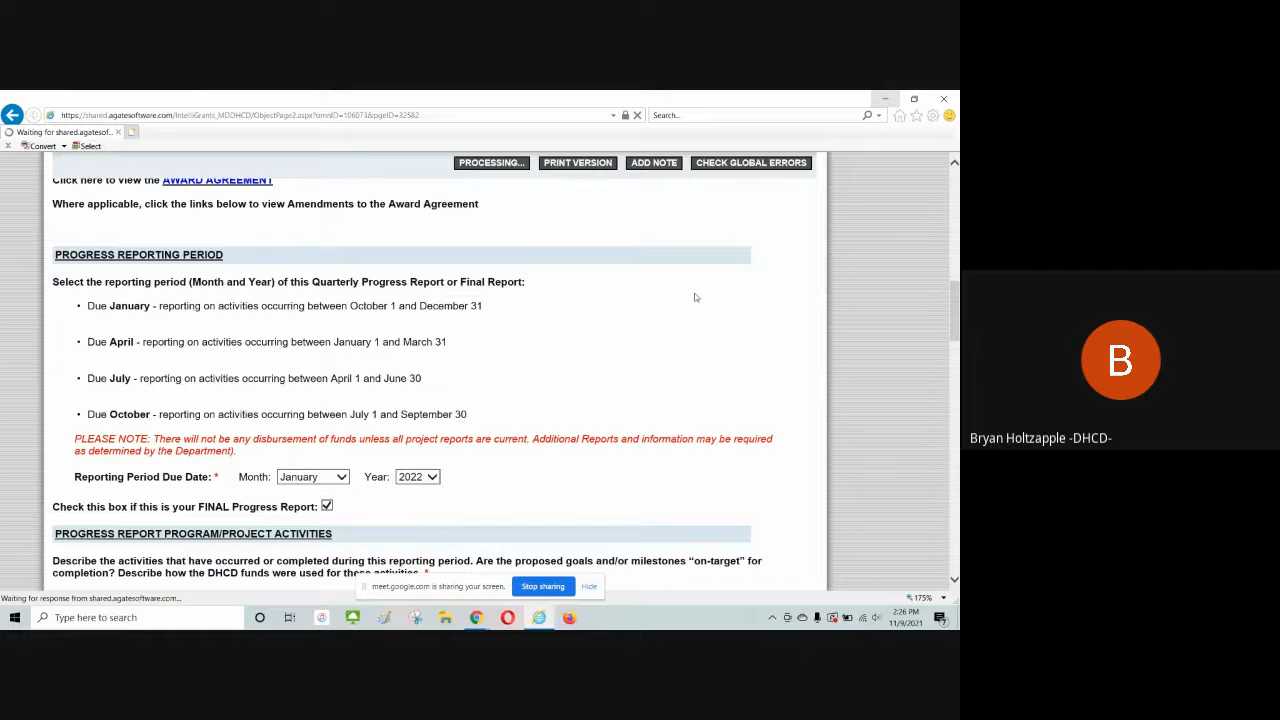 https://shared.agatesoftware.com/IntelliGrants_MDDHCD/ObjectPage2.aspx?omnID=106073&pgeID=32582
Search...
Waiting for shared.agatesof...
Convert
Select
PROCESSING...
PRINT VERSION
ADD NOTE
CHECK GLOBAL ERRORS
Click here to view the AWARD AGREEMENT
Where applicable, click the links below to view Amendments to the Award Agreement
PROGRESS REPORTING PERIOD
Select the reporting period (Month and Year) of this Quarterly Progress Report or Final Report:
• Due January - reporting on activities occurring between October 1 and December 31
• Due April - reporting on activities occurring between January 1 and March 31
• Due July - reporting on activities occurring between April 1 and June 30
• Due October - reporting on activities occurring between July 1 and September 30
PLEASE NOTE: There will not be any disbursement of funds unless all project reports are current. Additional Reports and information may be required
as determined by the Department).
Reporting Period Due Date: * Month: January Year: 2022
Check this box if this is your FINAL Progress Report:
PROGRESS REPORT PROGRAM/PROJECT ACTIVITIES
Describe the activities that have occurred or completed during this reporting period. Are the proposed goals and/or milestones “on-target” for
completion? Describe how the DHCD funds were used for these activities. *
meet.google.com is sharing your screen.
Stop sharing
Hide
Waiting for response from shared.agatesoftware.com...
175%
Type here to search
2:26 PM
11/9/2021
7
B
Bryan Holtzapple -DHCD-